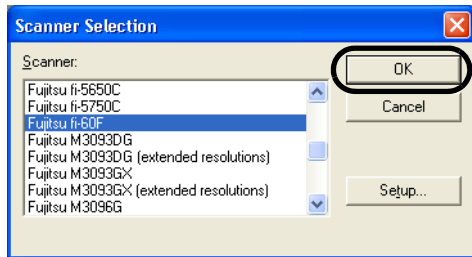 Scanner Selection
Scanner:
Fujitsu fi-5650C
Fujitsu fi-5750C
Fujitsu fi-60F
Fujitsu M3093DG
Fujitsu M3093DG (extended resolutions)
Fujitsu M3093GX
Fujitsu M3093GX (extended resolutions)
Fujitsu M3096G
OK
Cancel
Setup...